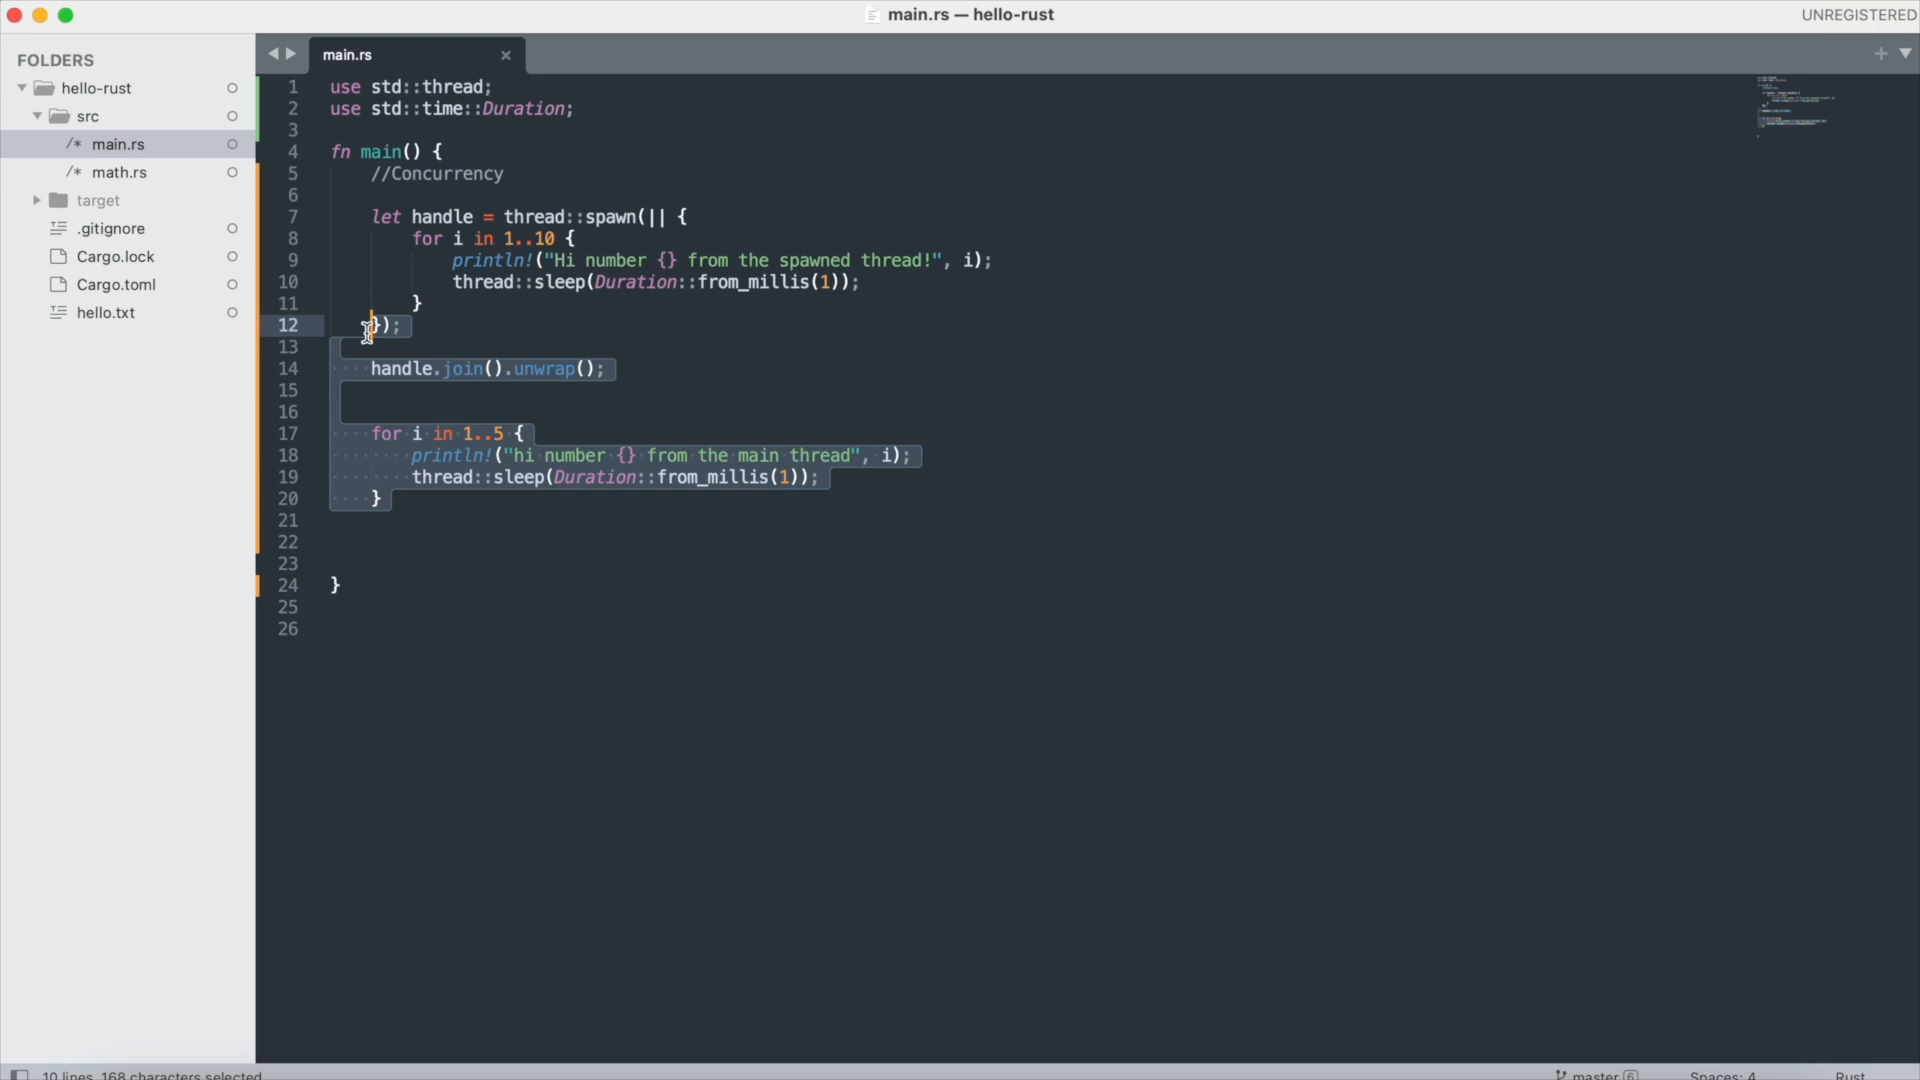 main.rs — hello-rust
UNREGISTERED
FOLDERS
hello-rust
src
/* main.rs
/* math.rs
target
.gitignore
Cargo.lock
Cargo.toml
hello.txt
main.rs
1 use std::thread;
2 use std::time::Duration;
3
4 fn main() {
5     //Concurrency
6
7     let handle = thread::spawn(|| {
8         for i in 1..10 {
9             println!("Hi number {} from the spawned thread!", i);
10             thread::sleep(Duration::from_millis(1));
11         }
12     });
13
14     handle.join().unwrap();
15
16
17     for i in 1..5 {
18         println!("hi number {} from the main thread", i);
19         thread::sleep(Duration::from_millis(1));
20     }
21
22
23
24 }
25
26
10 lines, 168 characters selected
master 6
Spaces: 4
Rust